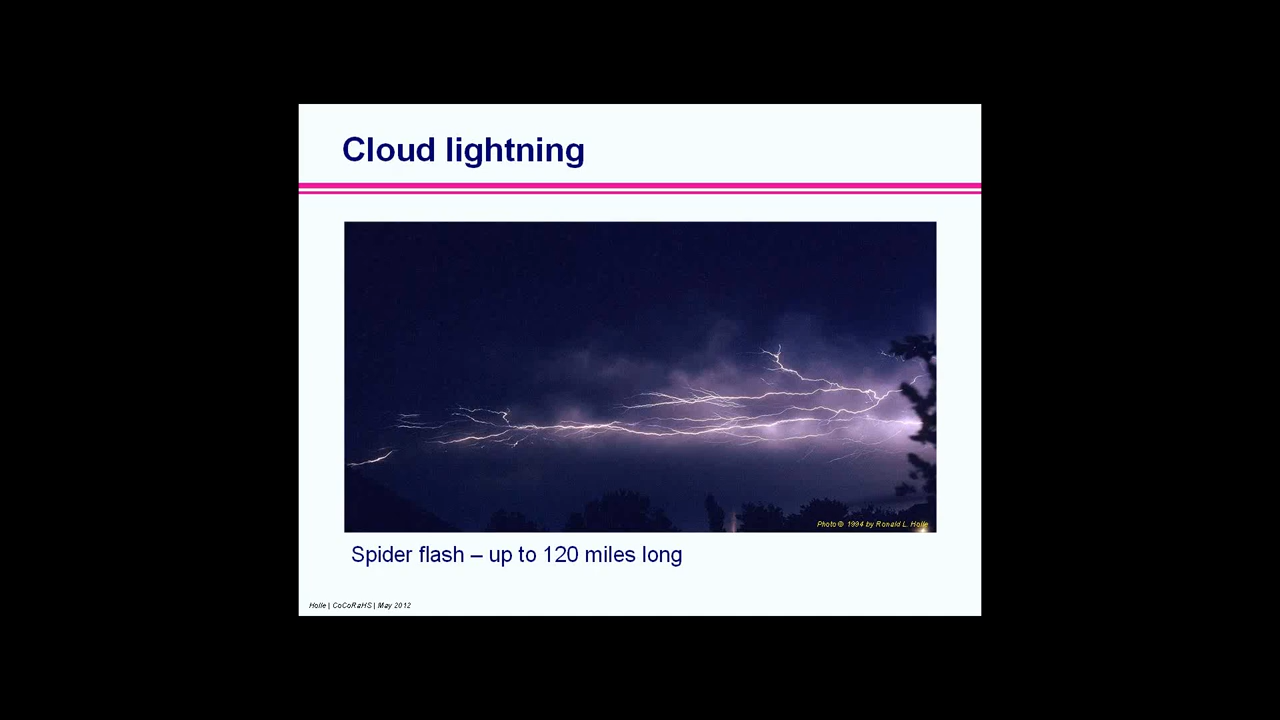 Cloud lightning
Photo © 1994 by Ronald L. Holle
Spider flash – up to 120 miles long
Holle | CoCoRaHS | May 2012